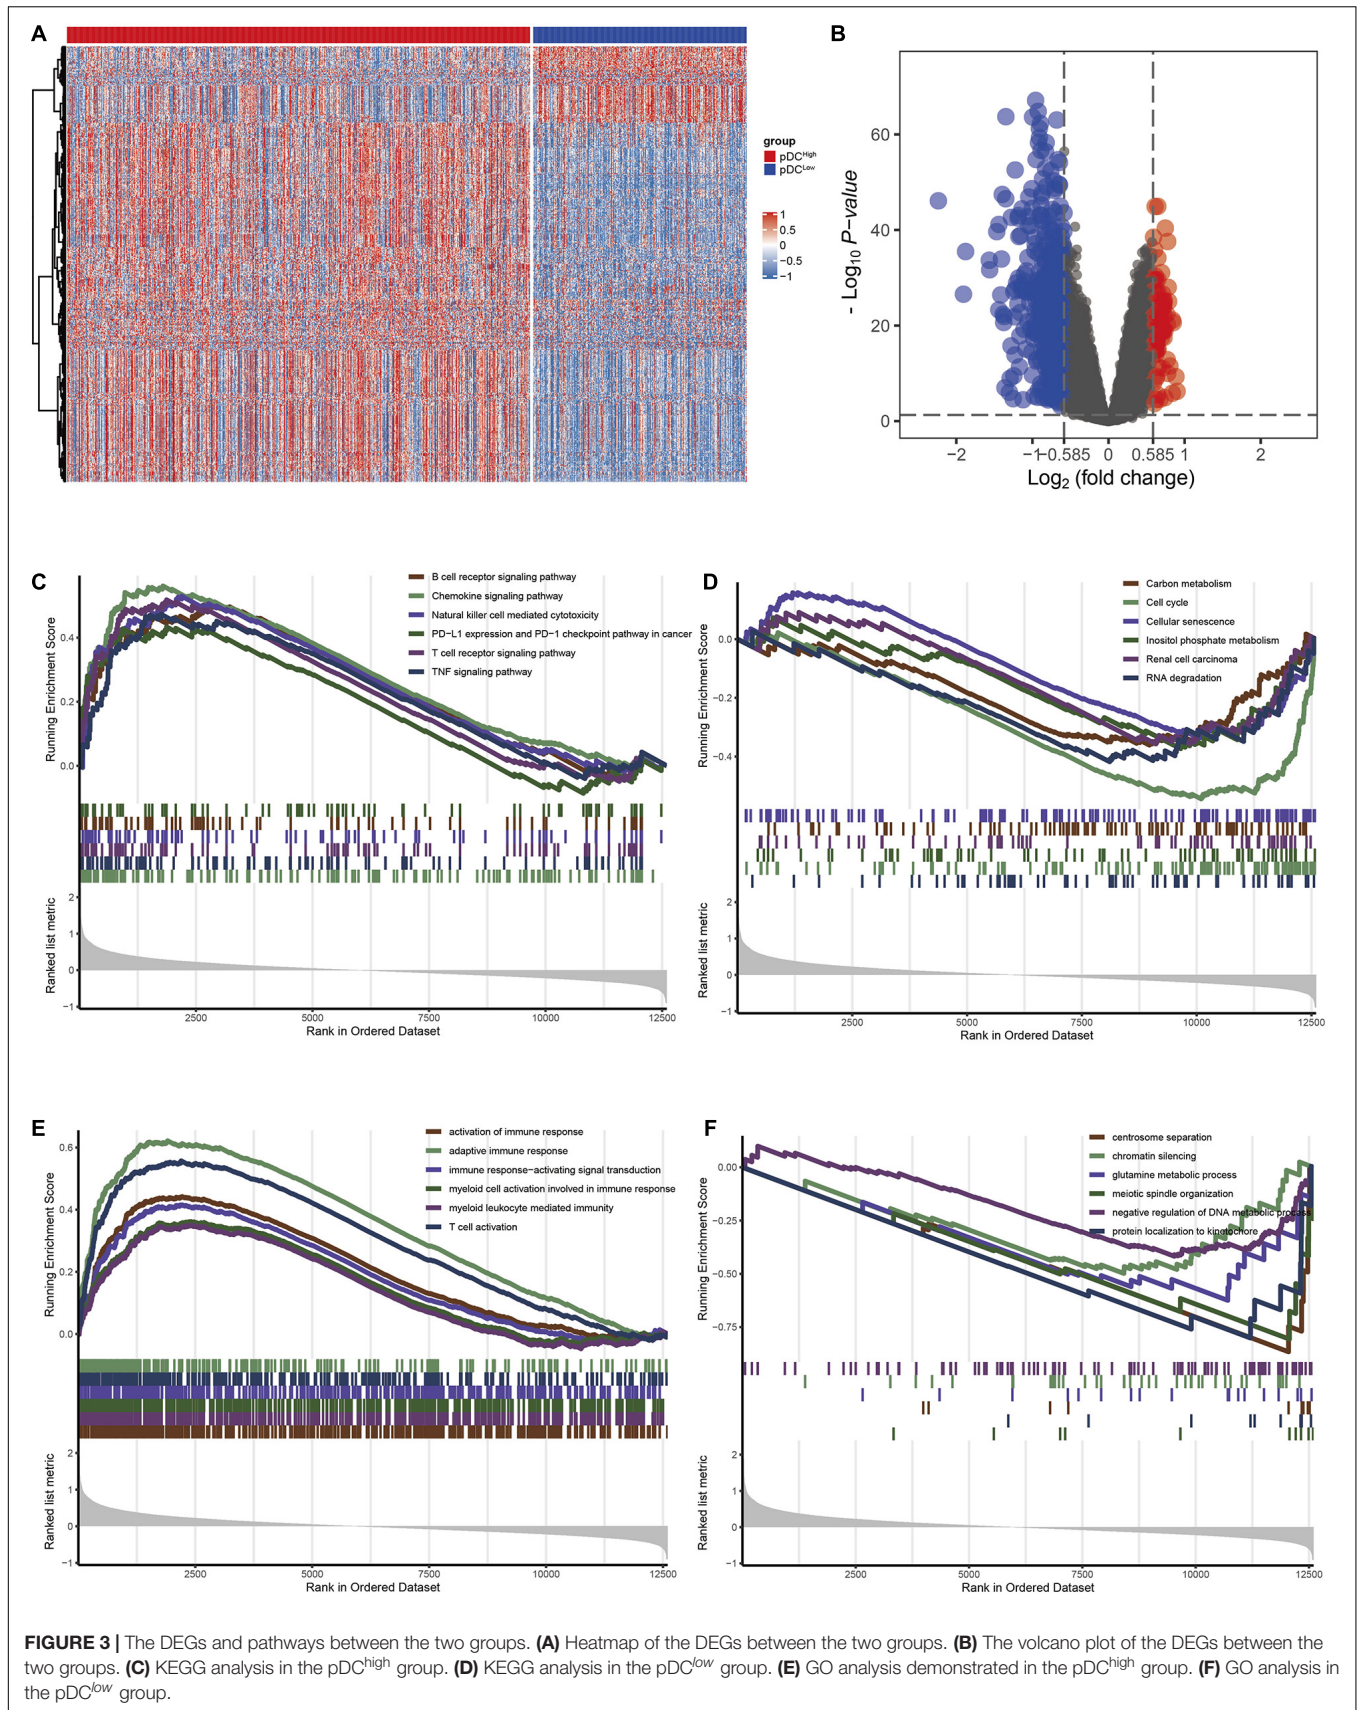 A
group
pDCHigh
pDCLow
1
0.5
0
−0.5
−1
B
- Log10 P−value
60
40
20
0
−2
−1
−0.585
0
0.585
1
2
Log2 (fold change)
C
B cell receptor signaling pathway
Chemokine signaling pathway
Natural killer cell mediated cytotoxicity
PD−L1 expression and PD−1 checkpoint pathway in cancer
T cell receptor signaling pathway
TNF signaling pathway
Running Enrichment Score
0.4
0.2
0.0
Ranked list metric
2
1
0
−1
2500
5000
7500
10000
12500
Rank in Ordered Dataset
D
Carbon metabolism
Cell cycle
Cellular senescence
Inositol phosphate metabolism
Renal cell carcinoma
RNA degradation
Running Enrichment Score
0.0
−0.2
−0.4
Ranked list metric
2
1
0
−1
2500
5000
7500
10000
12500
Rank in Ordered Dataset
E
activation of immune response
adaptive immune response
immune response−activating signal transduction
myeloid cell activation involved in immune response
myeloid leukocyte mediated immunity
T cell activation
Running Enrichment Score
0.6
0.4
0.2
0.0
Ranked list metric
2
1
0
−1
2500
5000
7500
10000
12500
Rank in Ordered Dataset
F
centrosome separation
chromatin silencing
glutamine metabolic process
meiotic spindle organization
negative regulation of DNA metabolic process
protein localization to kinetochore
Running Enrichment Score
0.00
−0.25
−0.50
−0.75
Ranked list metric
2
1
0
−1
2500
5000
7500
10000
12500
Rank in Ordered Dataset
FIGURE 3 | The DEGs and pathways between the two groups. (A) Heatmap of the DEGs between the two groups. (B) The volcano plot of the DEGs between the
two groups. (C) KEGG analysis in the pDChigh group. (D) KEGG analysis in the pDClow group. (E) GO analysis demonstrated in the pDChigh group. (F) GO analysis in
the pDClow group.